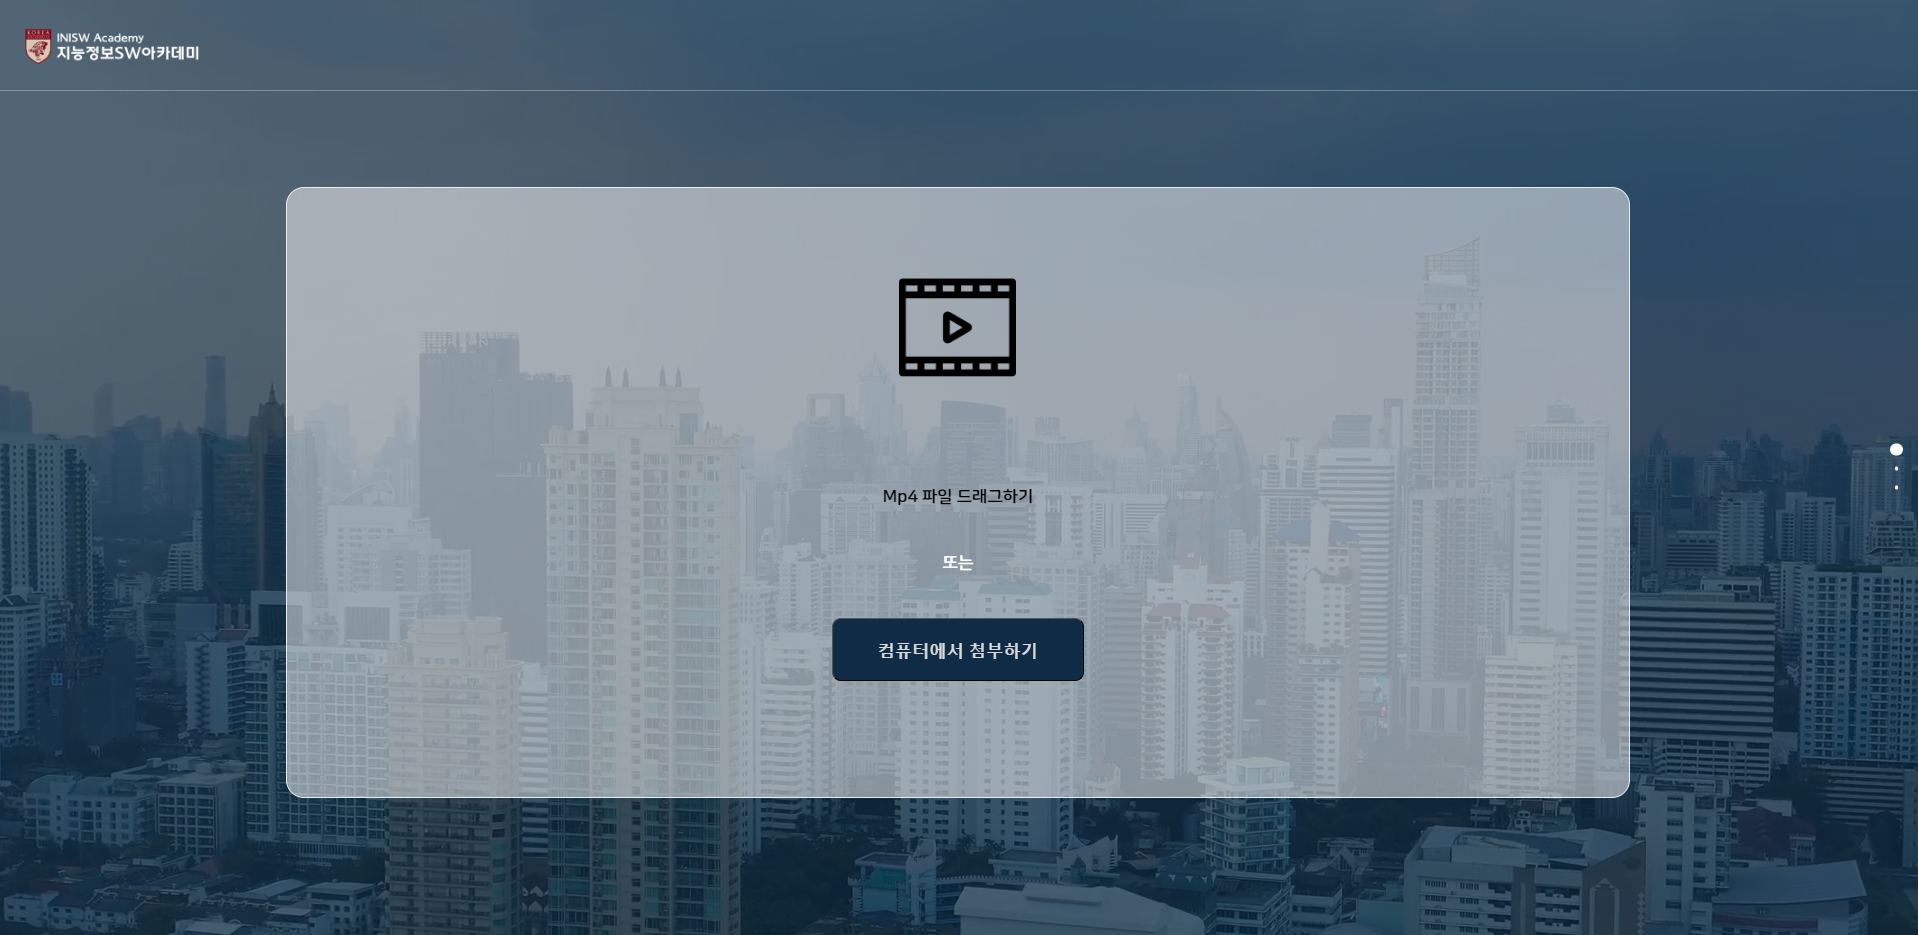 KOREA
INISW Academy
지능정보SW아카데미
Mp4 파일 드래그하기
또는
컴퓨터에서 첨부하기